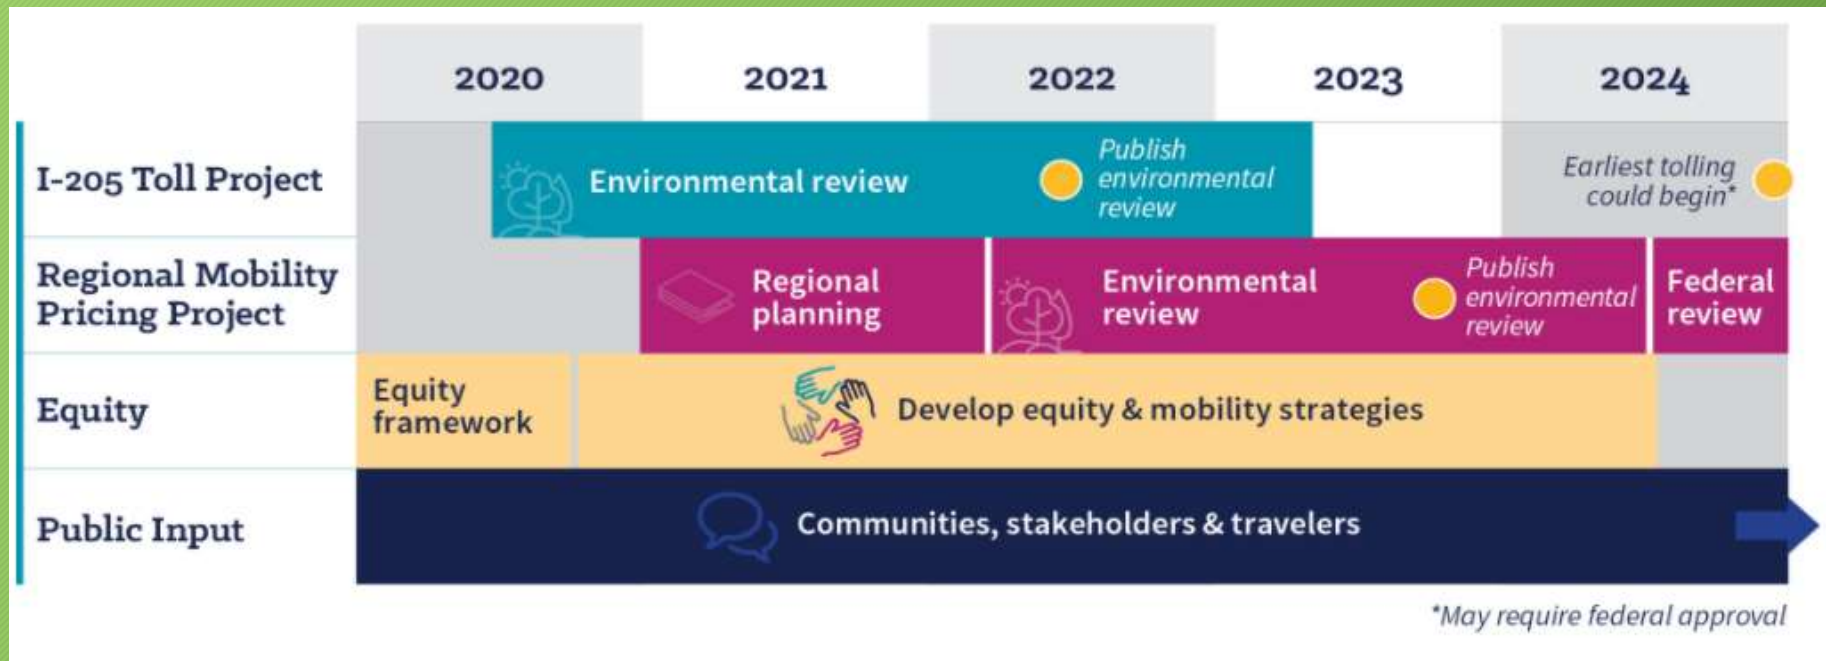 2020 2021 2022 2023 2024
I-205 Toll Project
Environmental review
Publish
environmental
review
Earliest tolling
could begin*
Regional Mobility
Pricing Project
Regional
planning
Environmental
review
Publish
environmental
review
Federal
review
Equity
Equity
framework
Develop equity & mobility strategies
Public Input
Communities, stakeholders & travelers
*May require federal approval